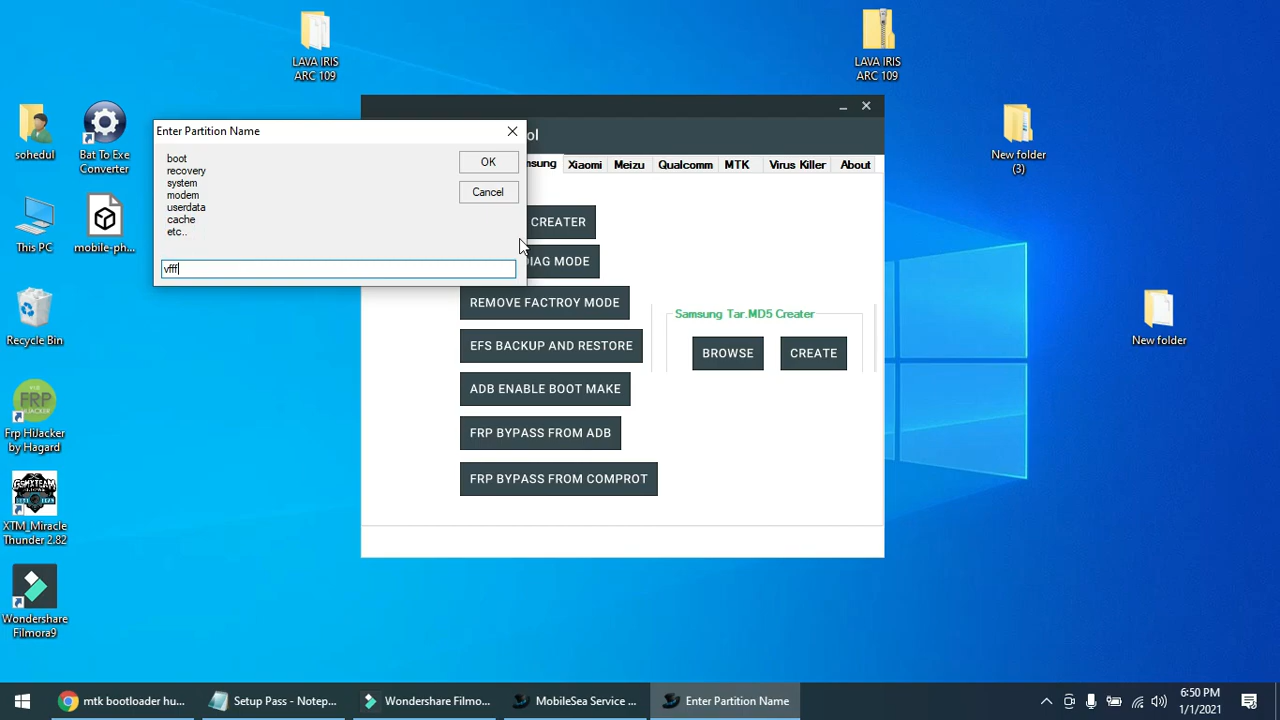 LAVA IRIS
ARC 109
LAVA IRIS
ARC 109
sohedul
Bat To Exe
Converter
New folder
(3)
This PC
mobile-ph...
Recycle Bin
New folder
FRP
Frp HiJacker
by Hagard
XTM_Miracle
Thunder 2.82
Wondershare
Filmora9
Enter Partition Name
boot
recovery
system
modem
userdata
cache
etc..
OK
Cancel
vfff
ol
msung
Xiaomi
Meizu
Qualcomm
MTK
Virus Killer
About
CREATER
DIAG MODE
REMOVE FACTROY MODE
EFS BACKUP AND RESTORE
ADB ENABLE BOOT MAKE
FRP BYPASS FROM ADB
FRP BYPASS FROM COMPROT
Samsung Tar.MD5 Creater
BROWSE
CREATE
mtk bootloader hu...
Setup Pass - Notep...
Wondershare Filmo...
MobileSea Service ...
Enter Partition Name
6:50 PM
1/1/2021